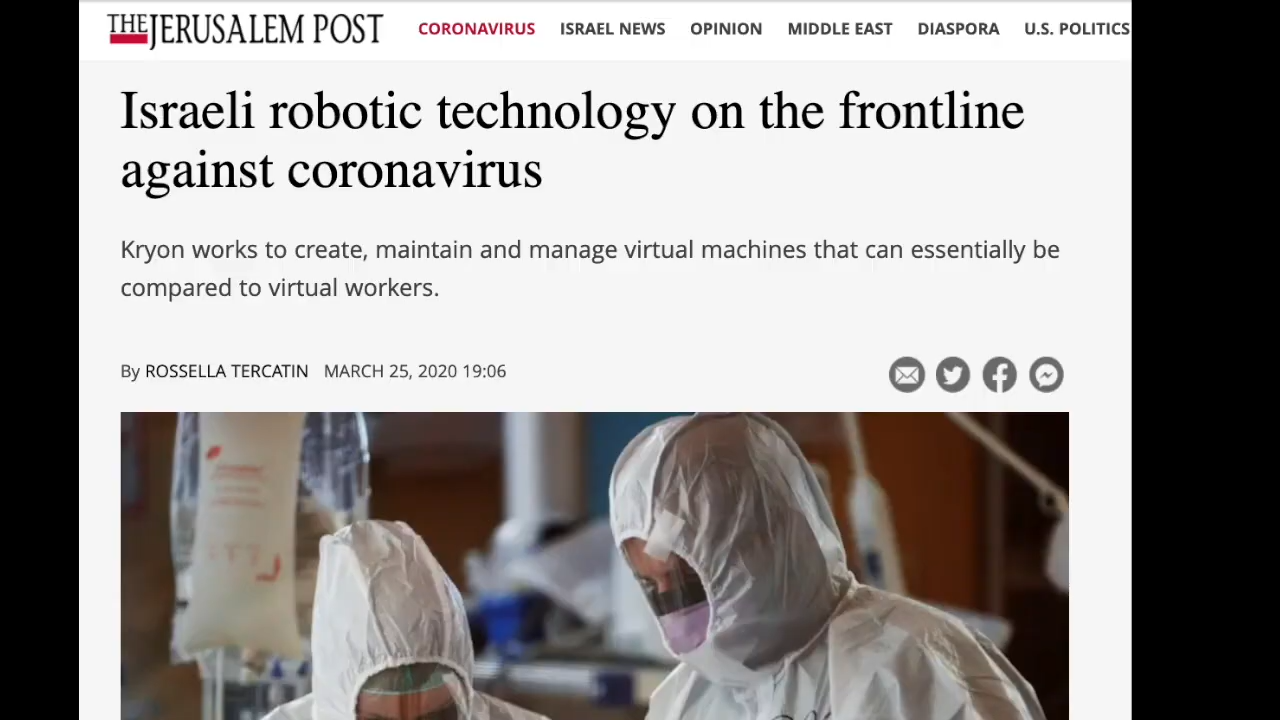 THE JERUSALEM POST CORONAVIRUS ISRAEL NEWS OPINION MIDDLE EAST DIASPORA U.S. POLITICS
Israeli robotic technology on the frontline
against coronavirus
Kryon works to create, maintain and manage virtual machines that can essentially be
compared to virtual workers.
By ROSSELLA TERCATIN MARCH 25, 2020 19:06